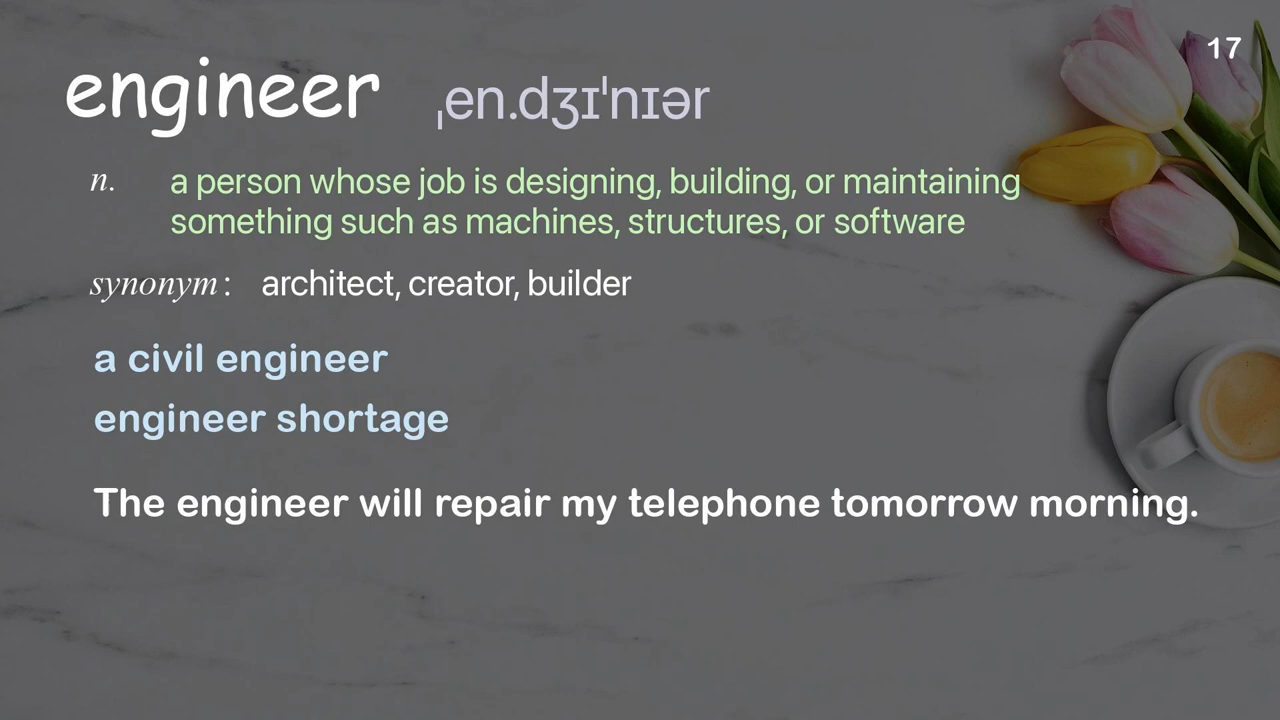 17
engineer ˌen.dʒɪˈnɪər
n. a person whose job is designing, building, or maintaining
something such as machines, structures, or software
synonym : architect, creator, builder
a civil engineer
engineer shortage
The engineer will repair my telephone tomorrow morning.